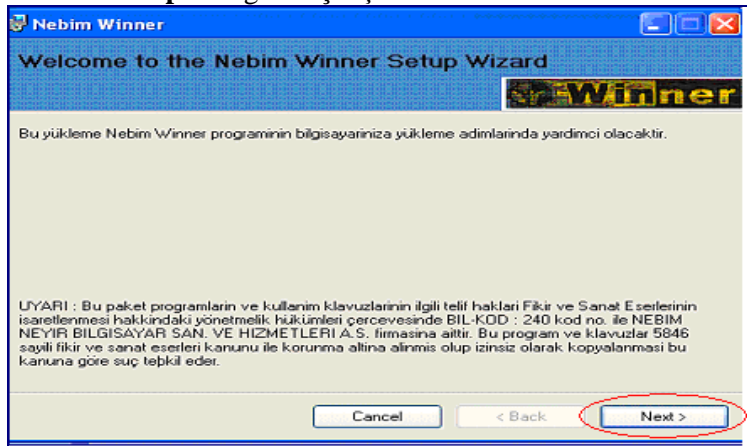 Nebim Winner
Welcome to the Nebim Winner Setup Wizard
Winner
Bu yükleme Nebim Winner programinin bilgisayariniza yükleme adimlarinda yardimci olacaktir.
UYARI : Bu paket programlarin ve kullanim klavuzlarinin ilgili telif haklari Fikir ve Sanat Eserlerinin
isaretlenmesi hakkindaki yönetmelik hükümleri çercevesinde BIL-KOD : 240 kod no. ile NEBIM
NEYIR BILGISAYAR SAN. VE HIZMETLERI A.S. firmasina aittir. Bu program ve klavuzlar 5846
sayili fikir ve sanat eserleri kanunu ile korunma altina alinmis olup izinsiz olarak kopyalanmasi bu
kanuna göre suç teþkil eder.
Cancel
< Back
Next >